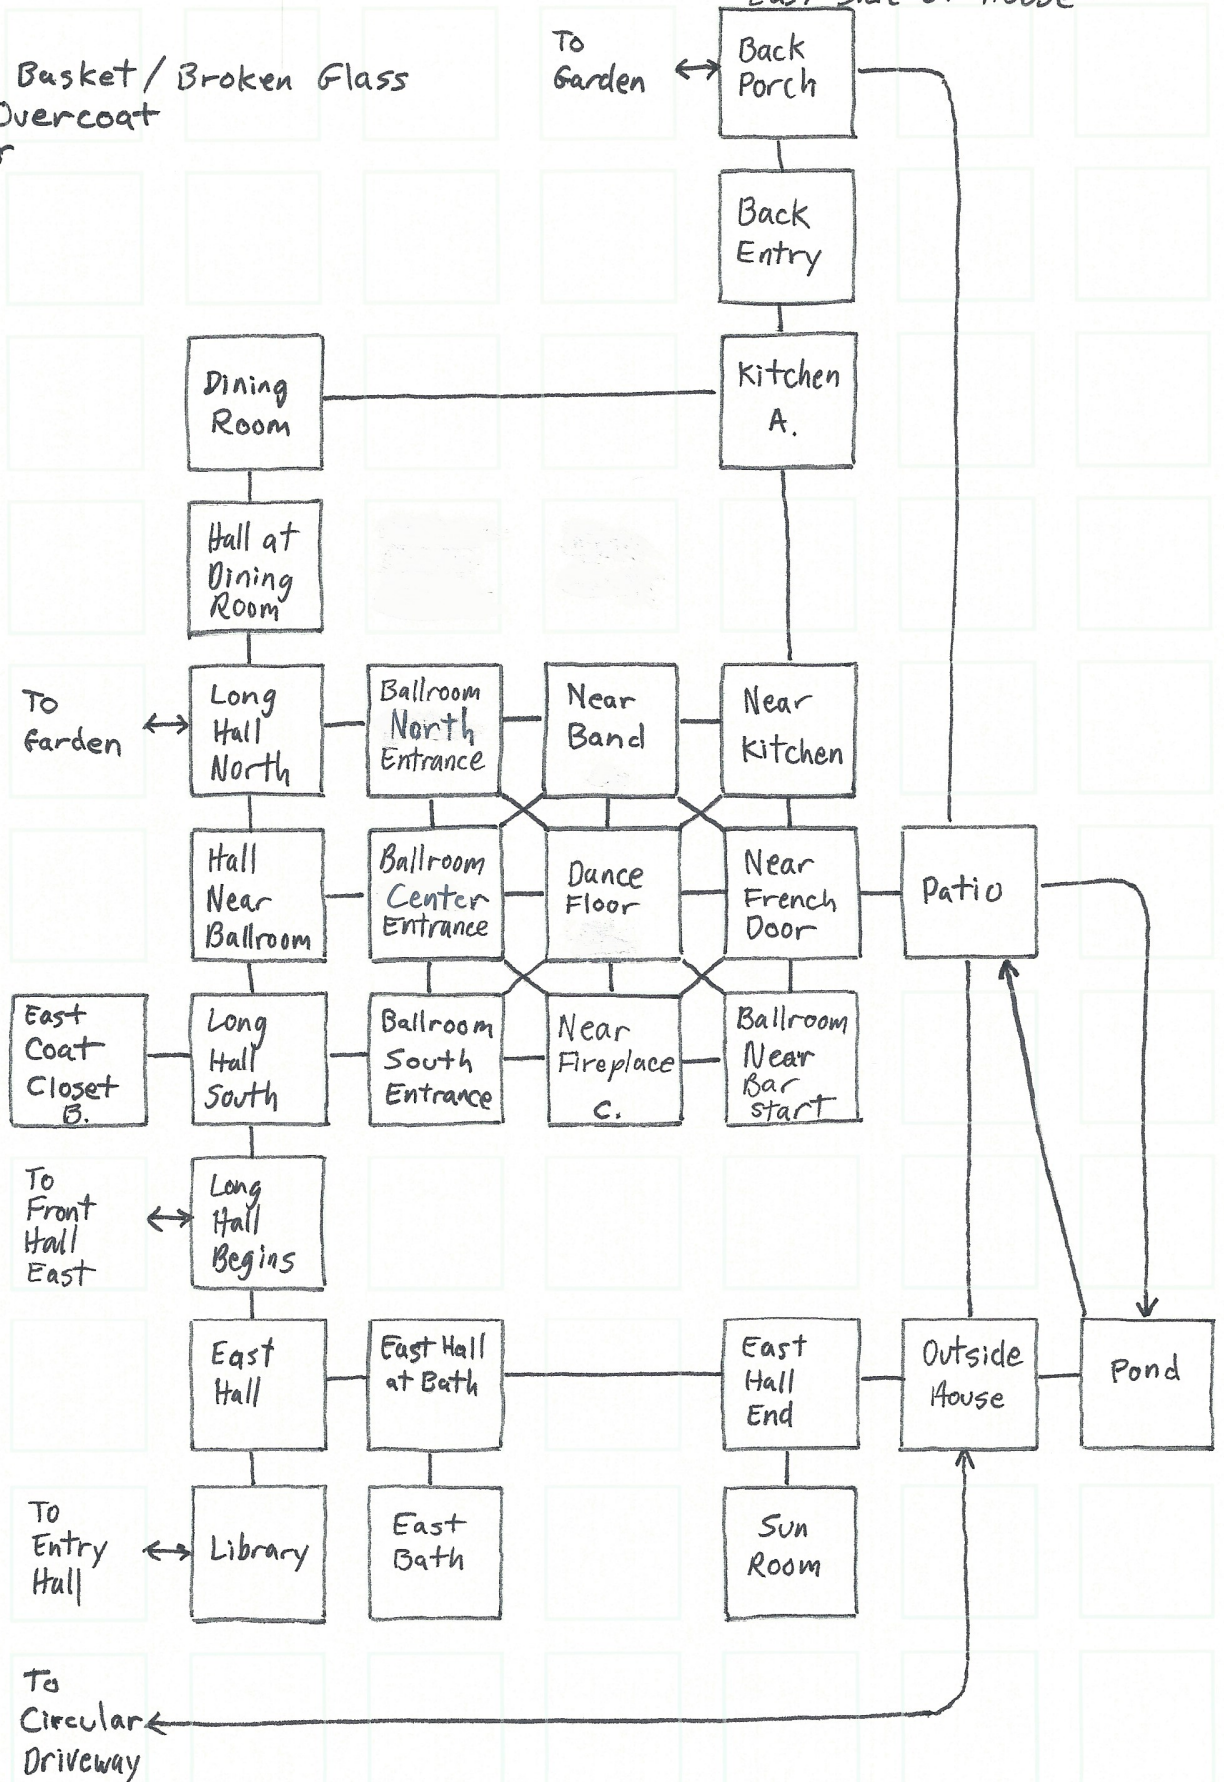 East Side of House
Basket/Broken Glass
Overcoat
To
Garden
Back
Porch
Back
Entry
Dining
Room
Kitchen
A.
Hall at
Dining
Room
To
Garden
Long
Hall
North
Ballroom
North
Entrance
Near
Band
Near
Kitchen
Hall
Near
Ballroom
Ballroom
Center
Entrance
Dance
Floor
Near
French
Door
Patio
East
Coat
Closet
B.
Long
Hall
South
Ballroom
South
Entrance
Near
Fireplace
C.
Ballroom
Near
Bar
start
To
Front
Hall
East
Long
Hall
Begins
East
Hall
East Hall
at Bath
East
Hall
End
Outside
House
Pond
To
Entry
Hall
Library
East
Bath
Sun
Room
To
Circular
Driveway